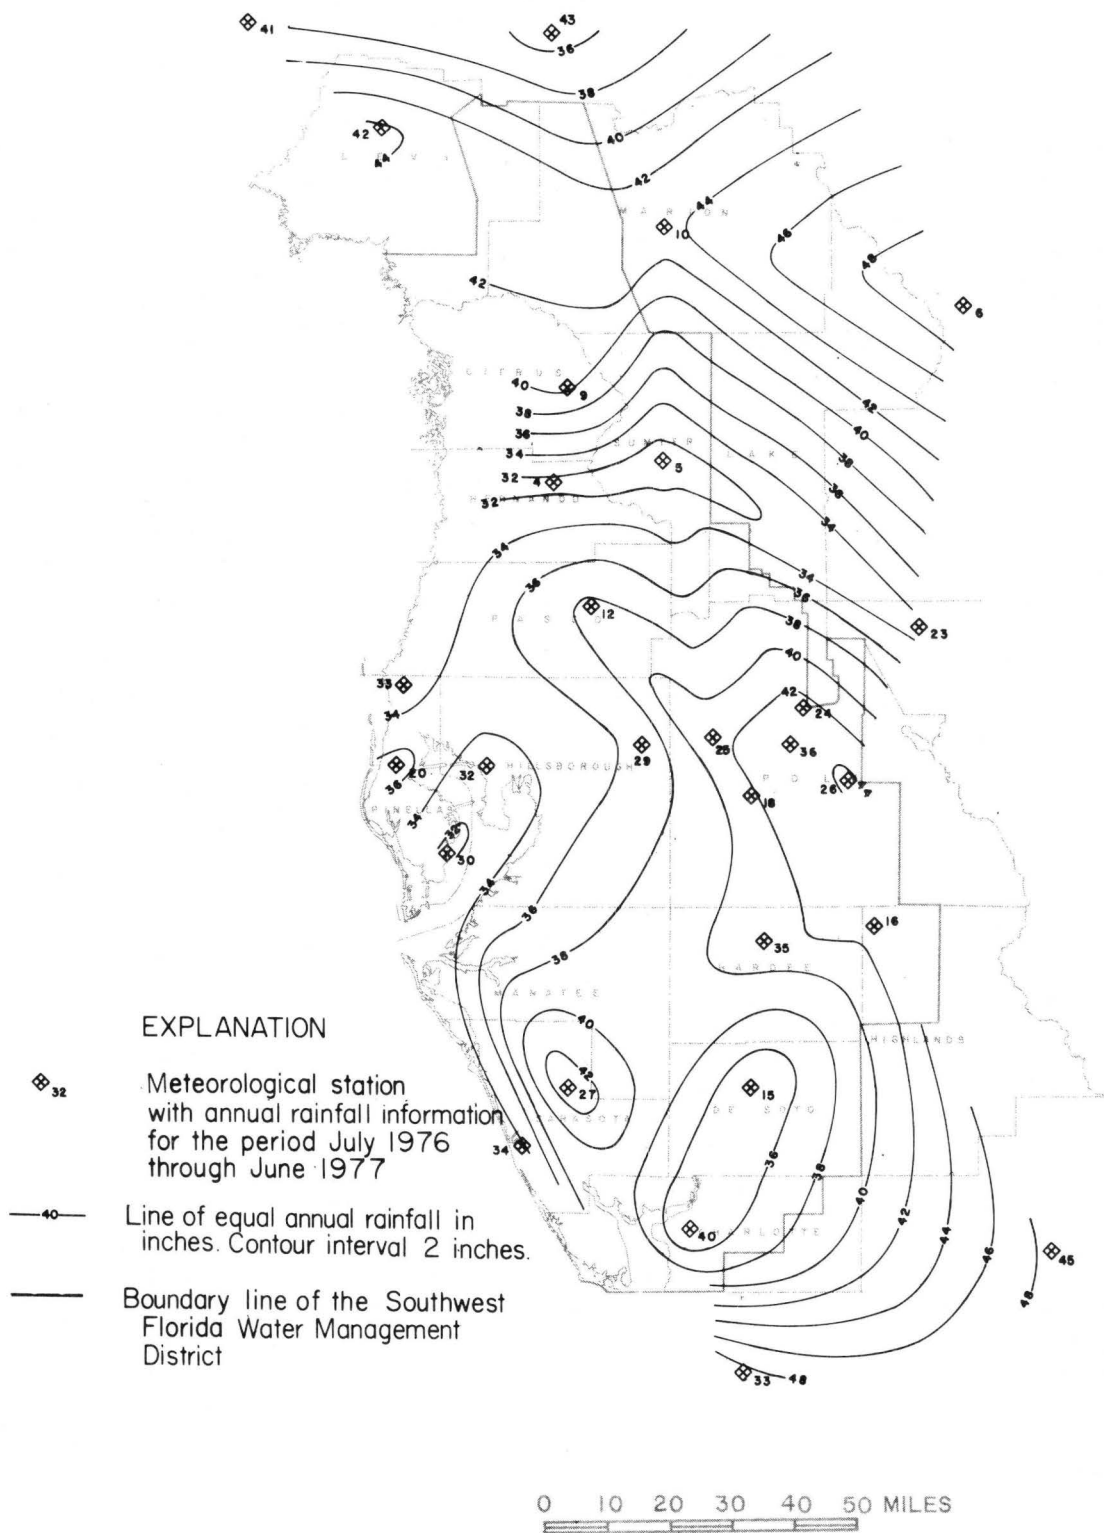 41
43
36
38
42
44
L E V Y
40
42
44
M A R I O N
10
46
48
42
6
C I T R U S
40
9
38
42
36
40
34
S U M T E R
L A K E
38
32
4
5
36
32
H E R N A N D O
34
34
34
36
36
12
P A S C O
38
23
40
33
42
34
24
25
36
29
20
32
H I L L S B O R O U G H
36
P O L K
26
44
18
P I N E L L A S
34
32
30
34
36
16
38
35
H A R D E E
M A N A T E E
EXPLANATION
40
H I G H L A N D S
32
Meteorological station
with annual rainfall information
for the period July 1976
through June 1977
42
27
15
S A R A S O T A
D E S O T O
34
36
38
40
42
44
46
40
Line of equal annual rainfall in
inches. Contour interval 2 inches.
40
C H A R L O T T E
45
48
Boundary line of the Southwest
Florida Water Management
District
33
48
0 10 20 30 40 50 MILES